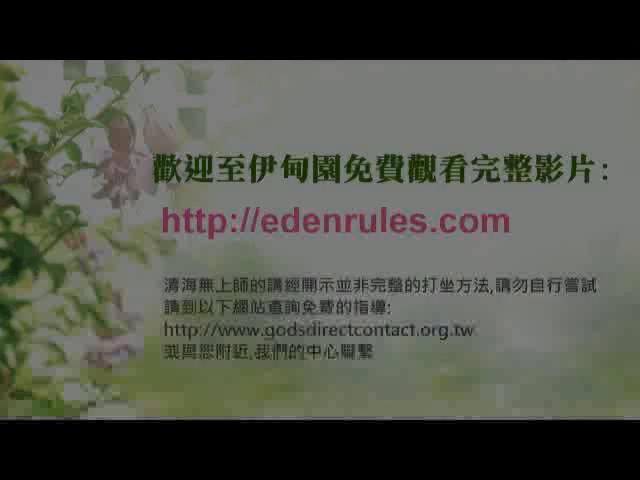 歡迎至伊甸園免費觀看完整影片:
http://edenrules.com
清海無上師的講經開示並非完整的打坐方法,請勿自行嘗試
請到以下網站查詢免費的指導:
http://www.godsdirectcontact.org.tw
或與您附近,我們的中心聯繫